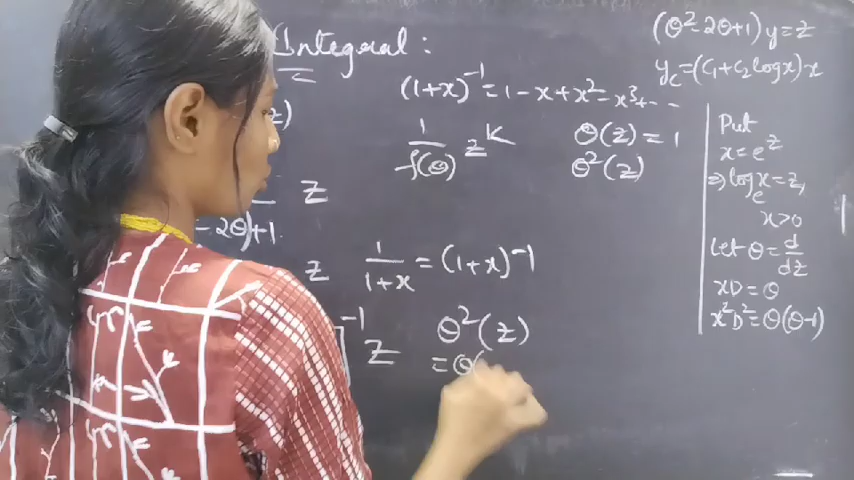 Integral :
(θ²-2θ+1)y=z
y_c=(c₁+c₂logx)x
(1+x)⁻¹=1-x+x²-x³+---
z)
1/f(θ) z^K
θ(z)=1
θ²(z)
z
-2θ)+1
z
1/(1+x) = (1+x)⁻¹
⁻¹ z
θ²(z)
=θ(
Put
x=e^z
⇒ log_e x=z,
x>0
let θ=d/dz
xD=θ
x²D²=θ(θ-1)